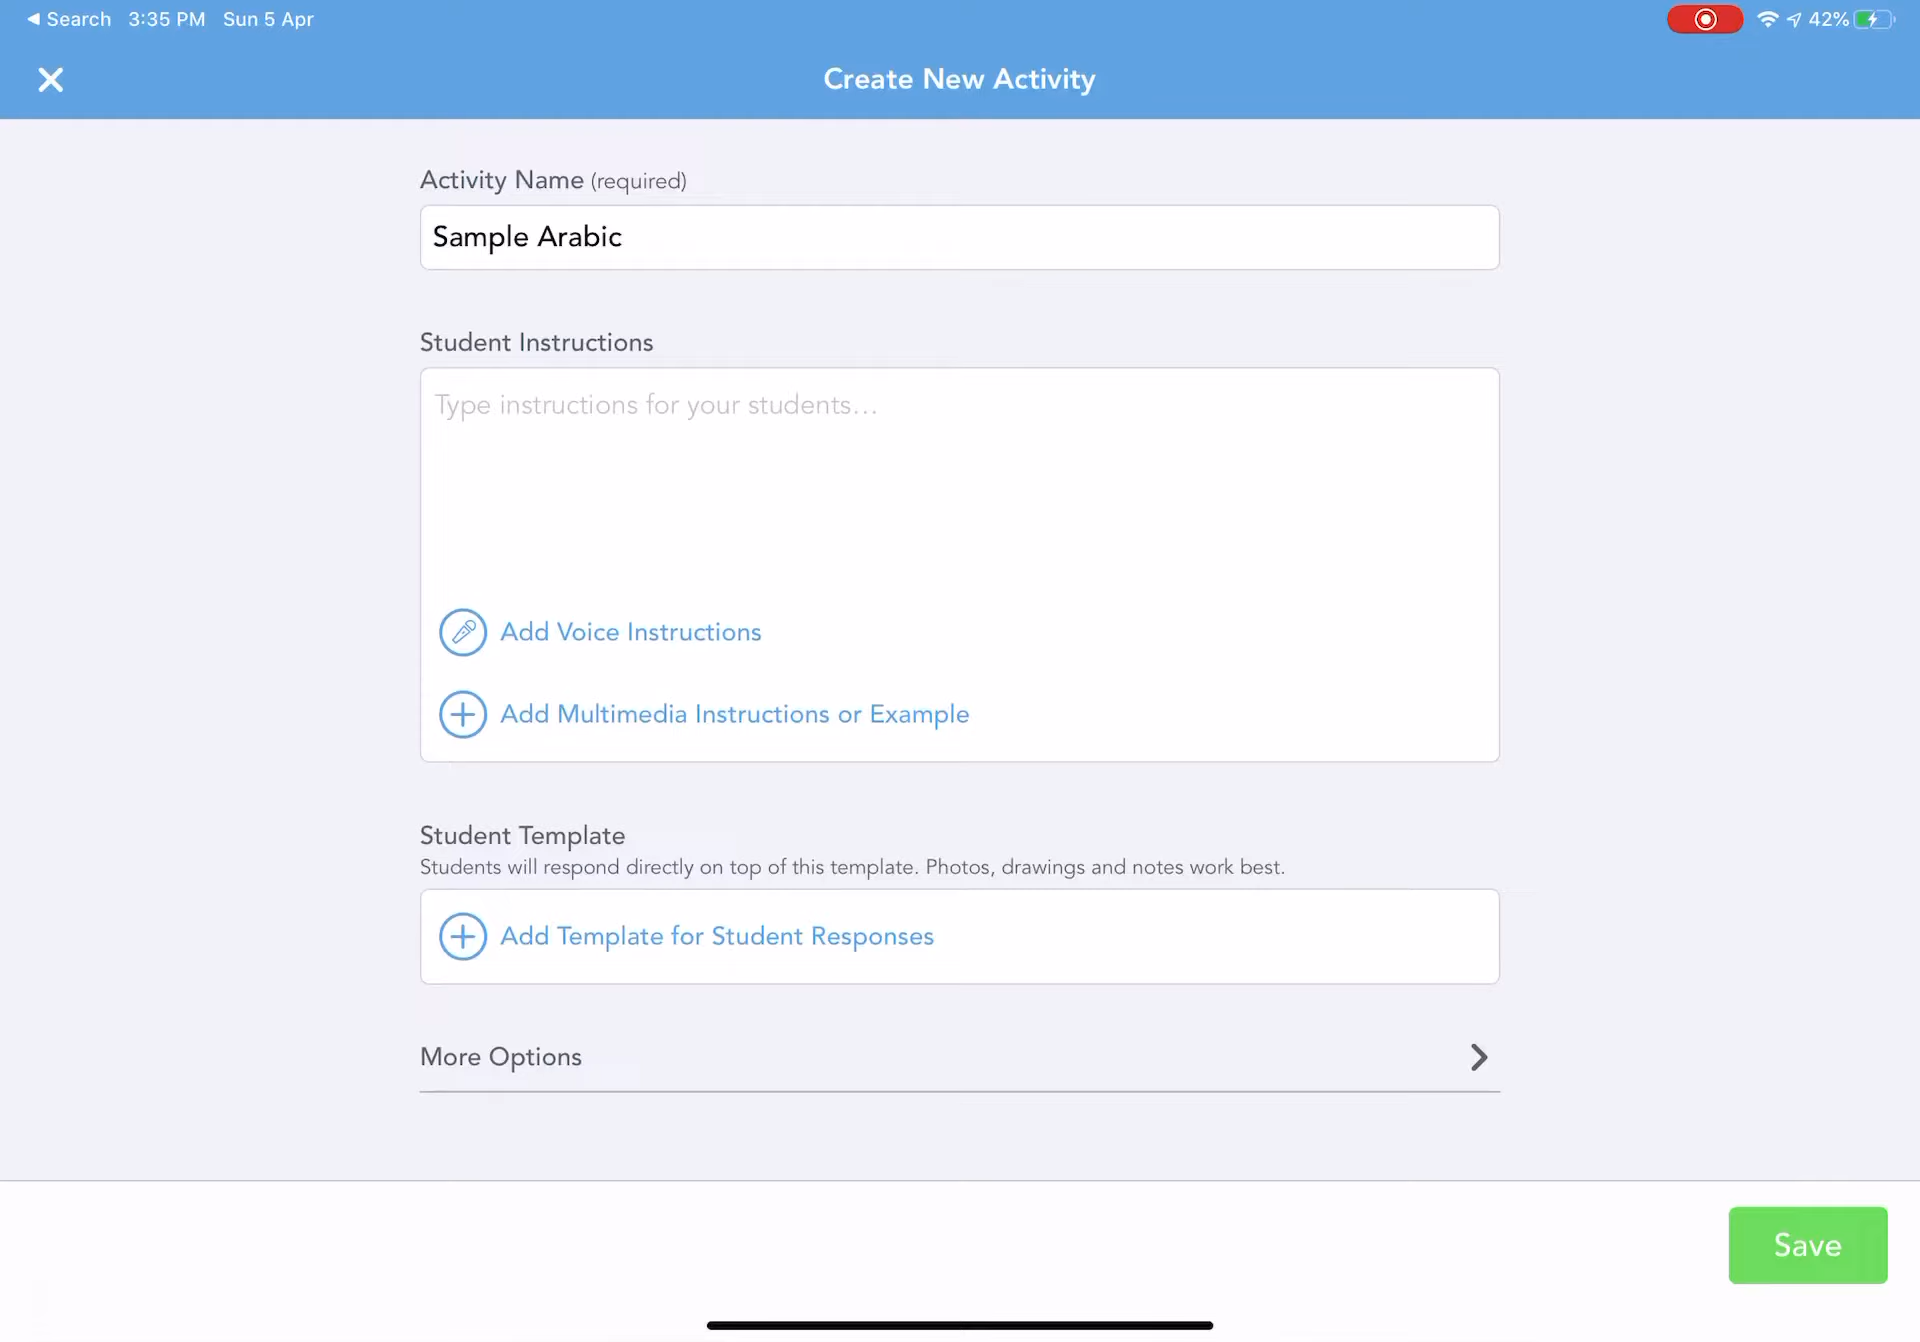 Search 3:35 PM Sun 5 Apr 42%
Create New Activity
Activity Name (required)
Sample Arabic
Student Instructions
Type instructions for your students...
Add Voice Instructions
Add Multimedia Instructions or Example
Student Template
Students will respond directly on top of this template. Photos, drawings and notes work best.
Add Template for Student Responses
More Options
Save